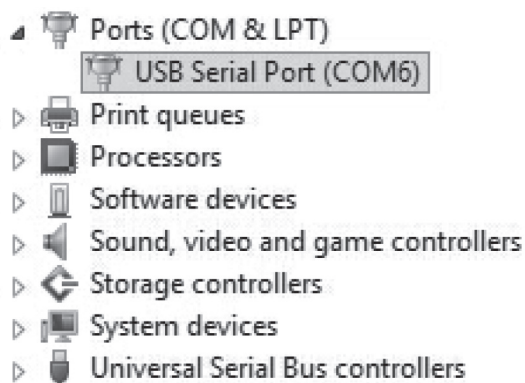 Ports (COM & LPT)
USB Serial Port (COM6)
Print queues
Processors
Software devices
Sound, video and game controllers
Storage controllers
System devices
Universal Serial Bus controllers